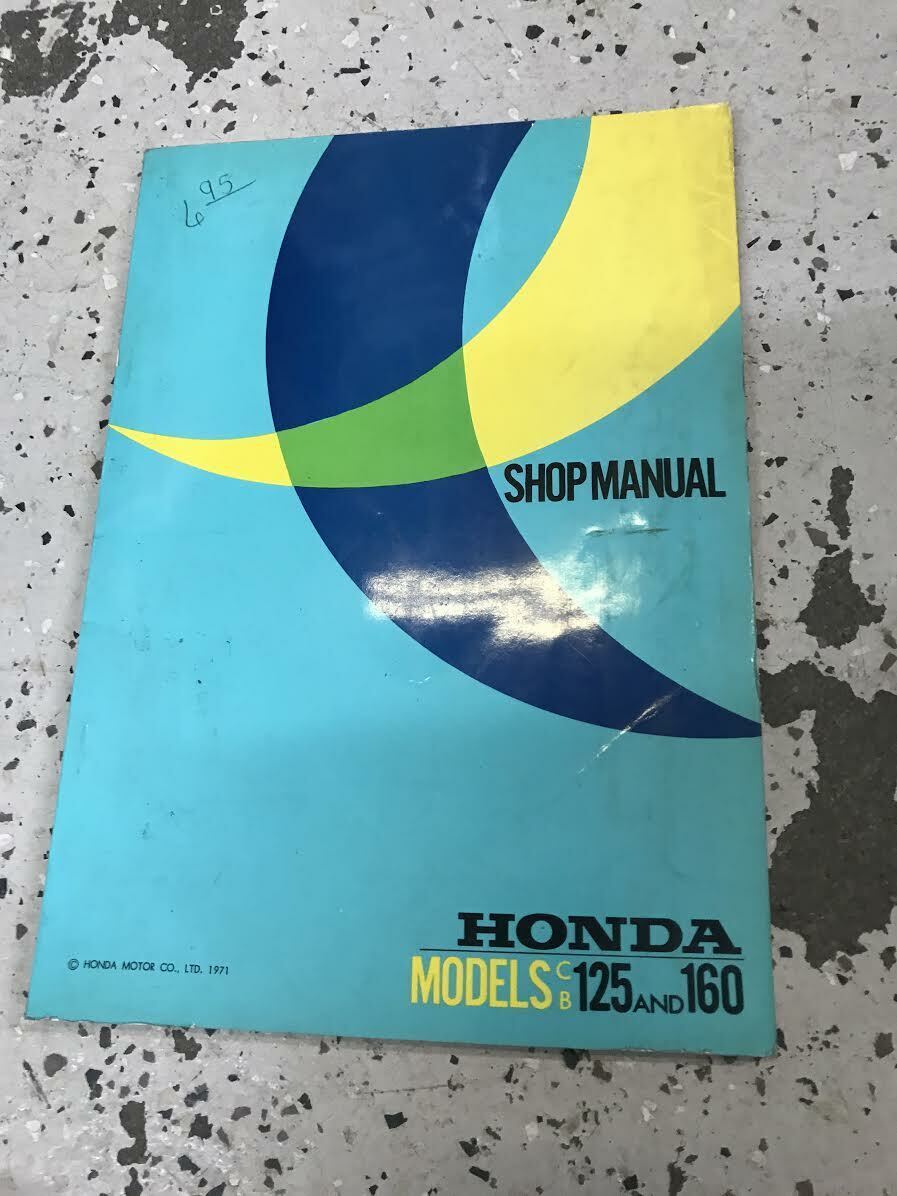 6 95
SHOP MANUAL
HONDA
MODELS C B 125 AND 160
© HONDA MOTOR CO., LTD. 1971